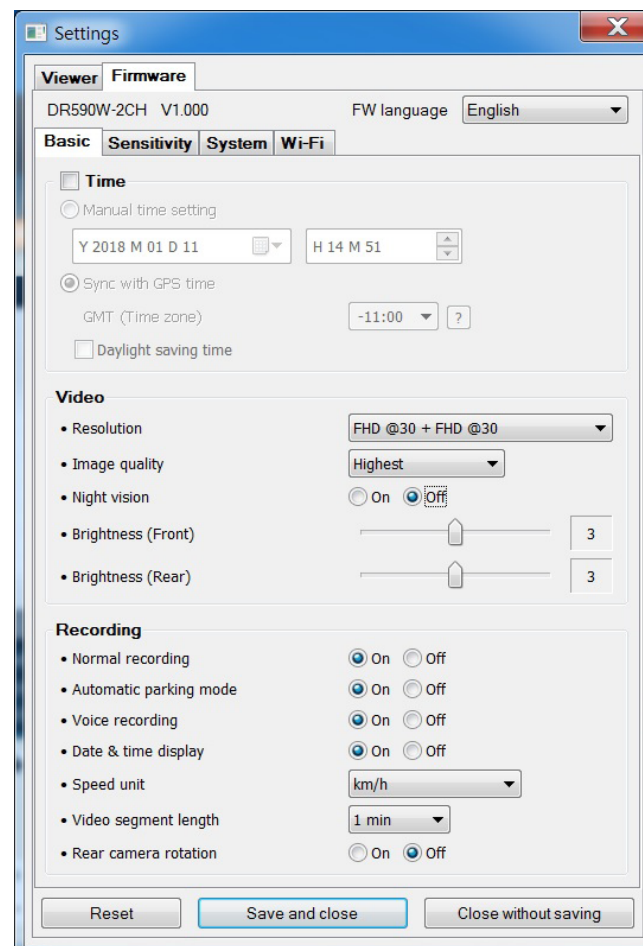 Settings
Viewer Firmware
DR590W-2CH V1.000 FW language English
Basic Sensitivity System Wi-Fi
Time
Manual time setting
Y 2018 M 01 D 11 H 14 M 51
Sync with GPS time
GMT (Time zone) -11:00 ?
Daylight saving time
Video
• Resolution FHD @30 + FHD @30
• Image quality Highest
• Night vision On Off
• Brightness (Front) 3
• Brightness (Rear) 3
Recording
• Normal recording On Off
• Automatic parking mode On Off
• Voice recording On Off
• Date & time display On Off
• Speed unit km/h
• Video segment length 1 min
• Rear camera rotation On Off
Reset Save and close Close without saving